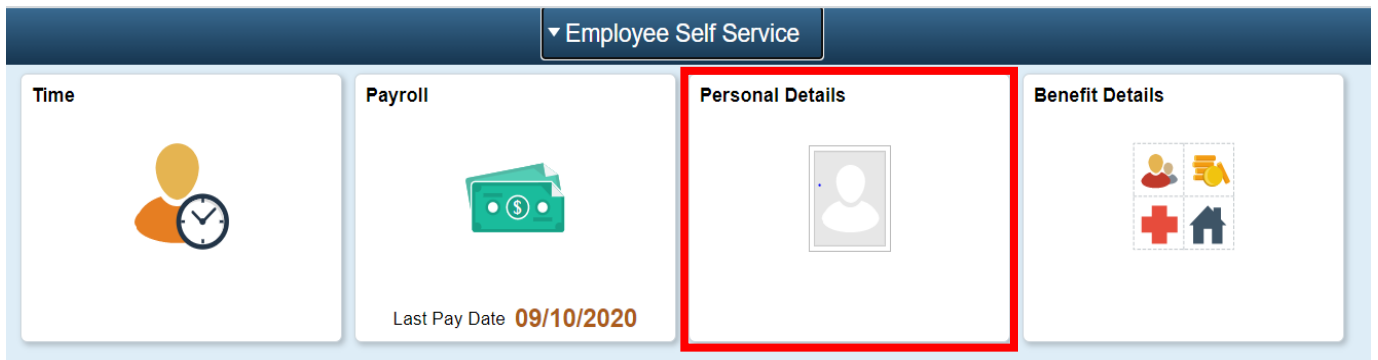 Employee Self Service
Time
Payroll
Personal Details
Benefit Details
$
Last Pay Date 09/10/2020